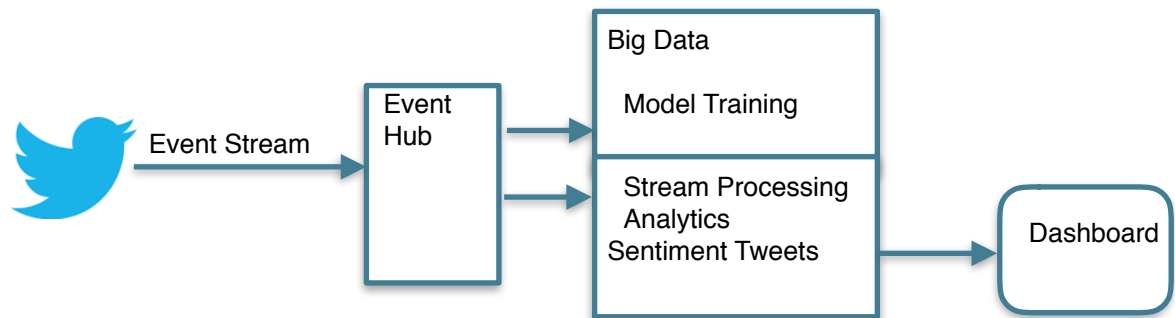 Event Stream
Event
Hub
Big Data
Model Training
Stream Processing
Analytics
Sentiment Tweets
Dashboard